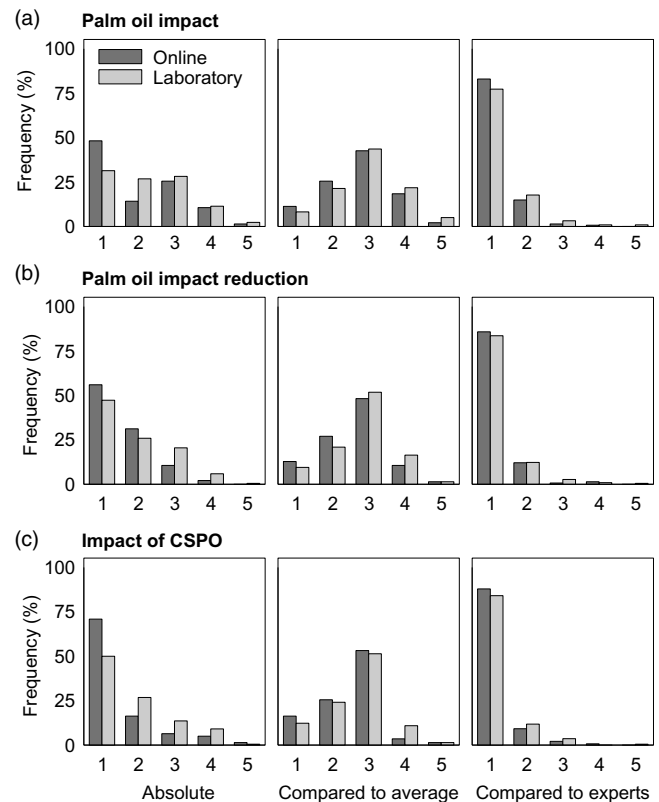 (a) Palm oil impact
100
75
50
25
0
Frequency (%)
Online
Laboratory
1 2 3 4 5 1 2 3 4 5 1 2 3 4 5
(b) Palm oil impact reduction
100
75
50
25
0
Frequency (%)
1 2 3 4 5 1 2 3 4 5 1 2 3 4 5
(c) Impact of CSPO
100
75
50
25
0
Frequency (%)
1 2 3 4 5 1 2 3 4 5 1 2 3 4 5
Absolute Compared to average Compared to experts